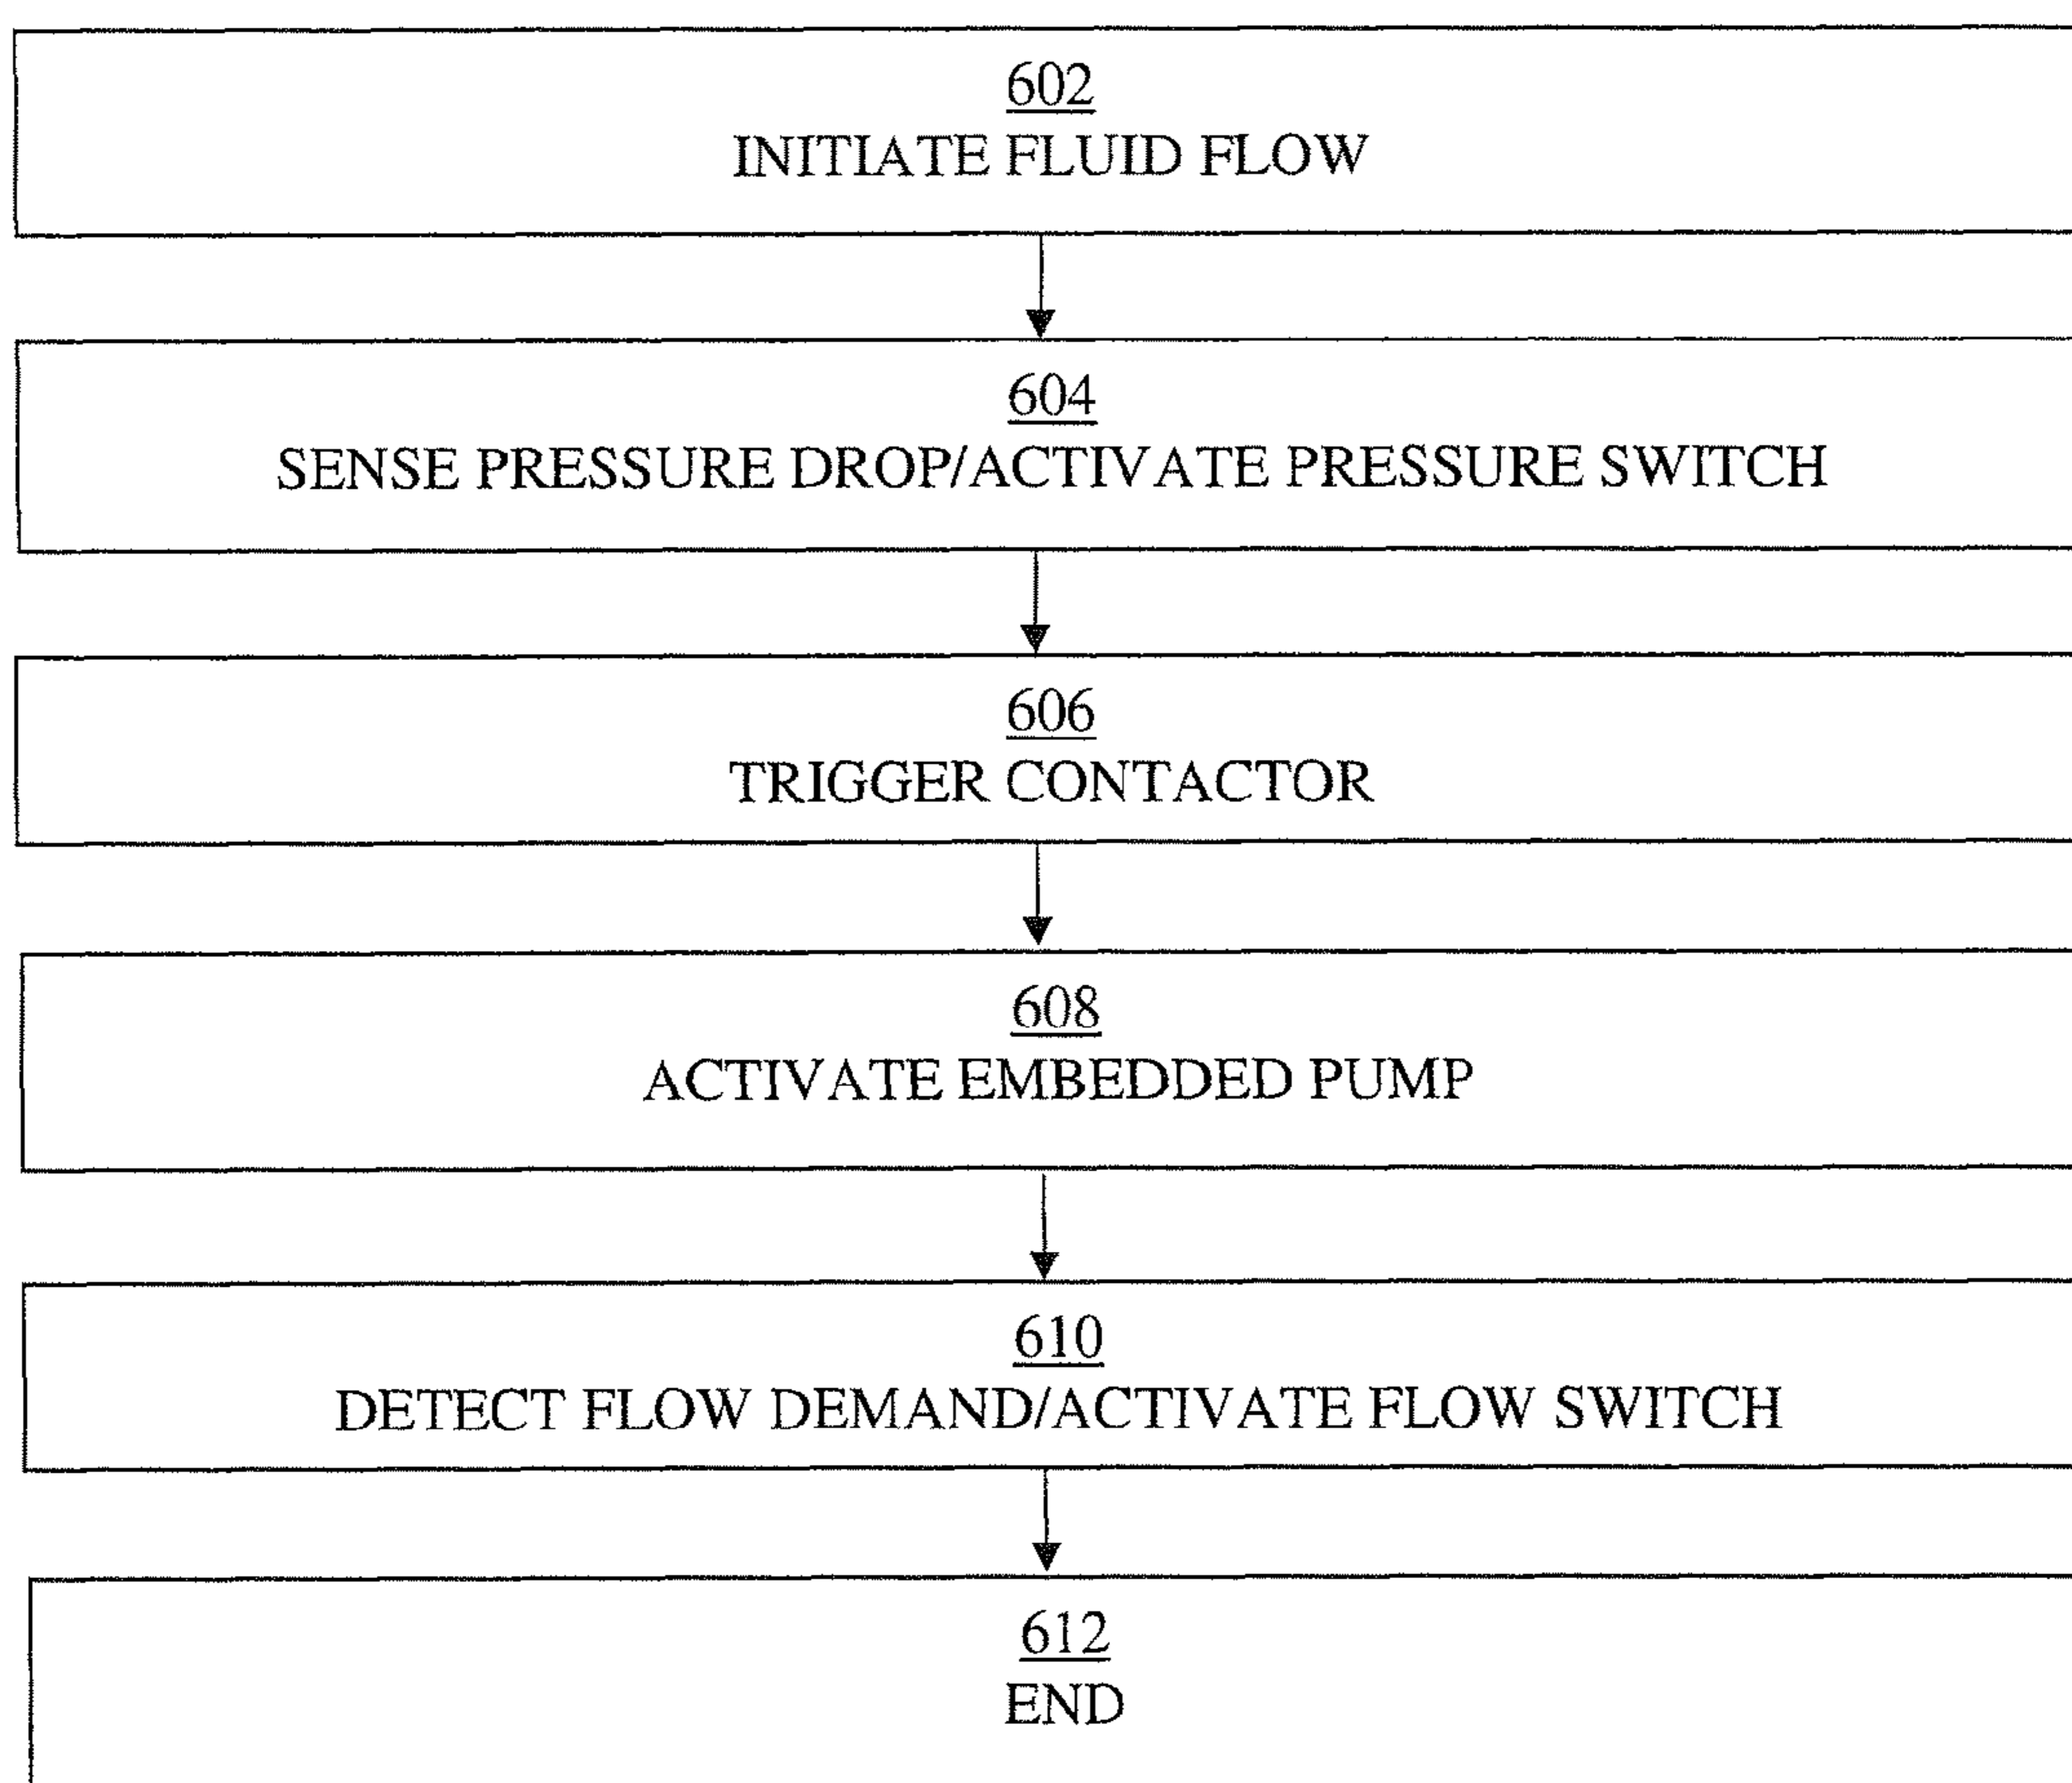 602
INITIATE FLUID FLOW
604
SENSE PRESSURE DROP/ACTIVATE PRESSURE SWITCH
606
TRIGGER CONTACTOR
608
ACTIVATE EMBEDDED PUMP
610
DETECT FLOW DEMAND/ACTIVATE FLOW SWITCH
612
END